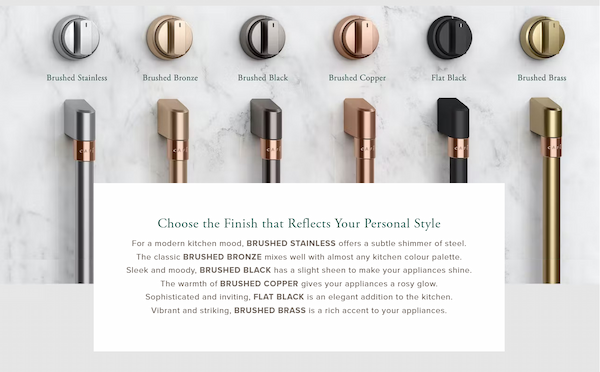 Brushed Stainless
Brushed Bronze
Brushed Black
Brushed Copper
Flat Black
Brushed Brass
Choose the Finish that Reflects Your Personal Style
For a modern kitchen mood, BRUSHED STAINLESS offers a subtle shimmer of steel.
The classic BRUSHED BRONZE mixes well with almost any kitchen colour palette.
Sleek and moody, BRUSHED BLACK has a slight sheen to make your appliances shine.
The warmth of BRUSHED COPPER gives your appliances a rosy glow.
Sophisticated and inviting, FLAT BLACK is an elegant addition to the kitchen.
Vibrant and striking, BRUSHED BRASS is a rich accent to your appliances.